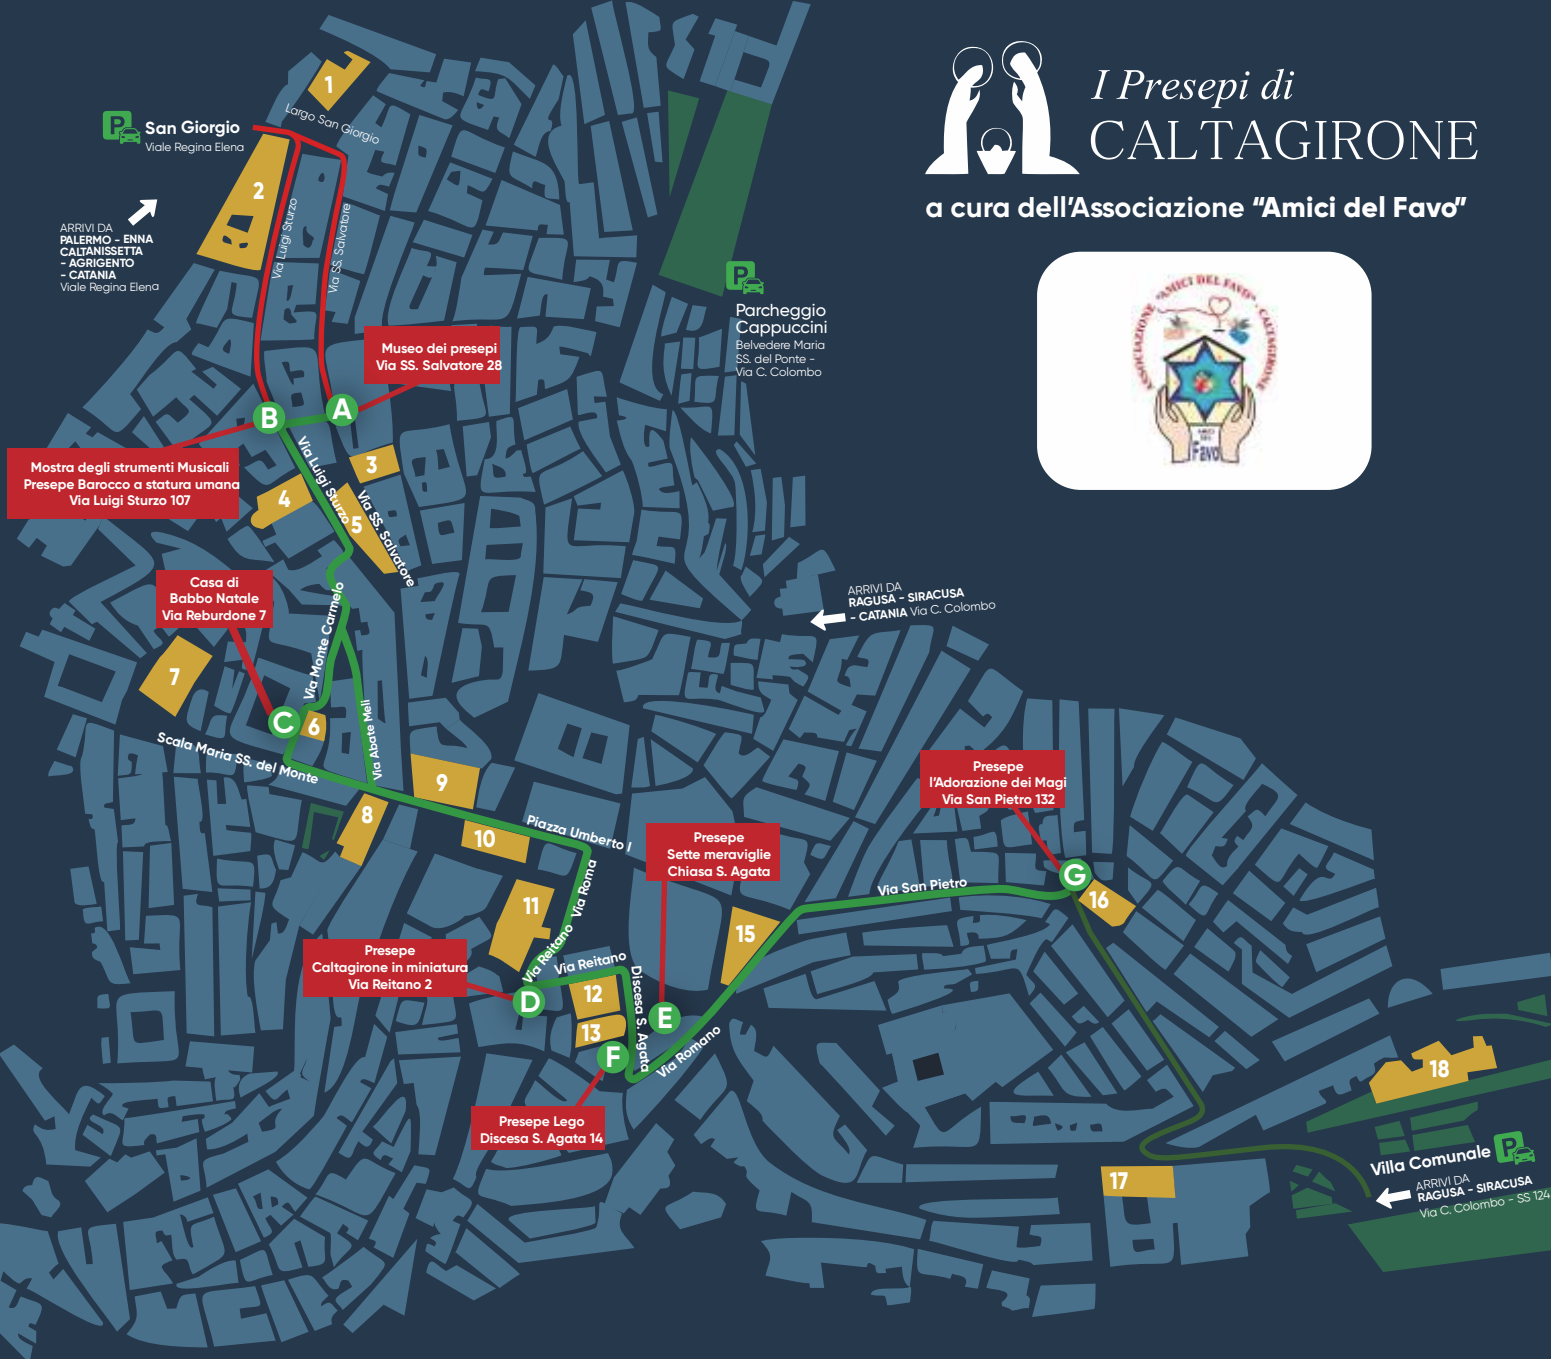 I Presepi di
CALTAGIRONE
a cura dell'Associazione “Amici del Favo”
ASSOCIAZIONE "AMICI DEL FAVO" - CALTAGIRONE
AMICI
DEL
Favo
1
Largo San Giorgio
P
San Giorgio
Viale Regina Elena
2
ARRIVI DA
PALERMO - ENNA
CALTANISSETTA
- AGRIGENTO
- CATANIA
Viale Regina Elena
Via Luigi Sturzo
Via SS. Salvatore
P
Parcheggio
Cappuccini
Belvedere Maria
SS. del Ponte -
Via C. Colombo
Museo dei presepi
Via SS. Salvatore 28
B
A
Mostra degli strumenti Musicali
Presepe Barocco a statura umana
Via Luigi Sturzo 107
Via Luigi Sturzo
3
4
5
Via SS. Salvatore
Casa di
Babbo Natale
Via Reburdone 7
Via Monte Carmelo
ARRIVI DA
RAGUSA - SIRACUSA
- CATANIA Via C. Colombo
7
C
6
Via Abate Meli
Scala Maria SS. del Monte
9
8
10
Piazza Umberto I
Presepe
l'Adorazione dei Magi
Via San Pietro 132
Presepe
Sette meraviglie
Chiasa S. Agata
Via Roma
G
16
Via San Pietro
11
15
Via Reitano
Via Reitano
Presepe
Caltagirone in miniatura
Via Reitano 2
D
12
13
Discesa S. Agata
E
F
Via Romano
Presepe Lego
Discesa S. Agata 14
18
17
Villa Comunale
P
ARRIVI DA
RAGUSA - SIRACUSA
Via C. Colombo - SS 124